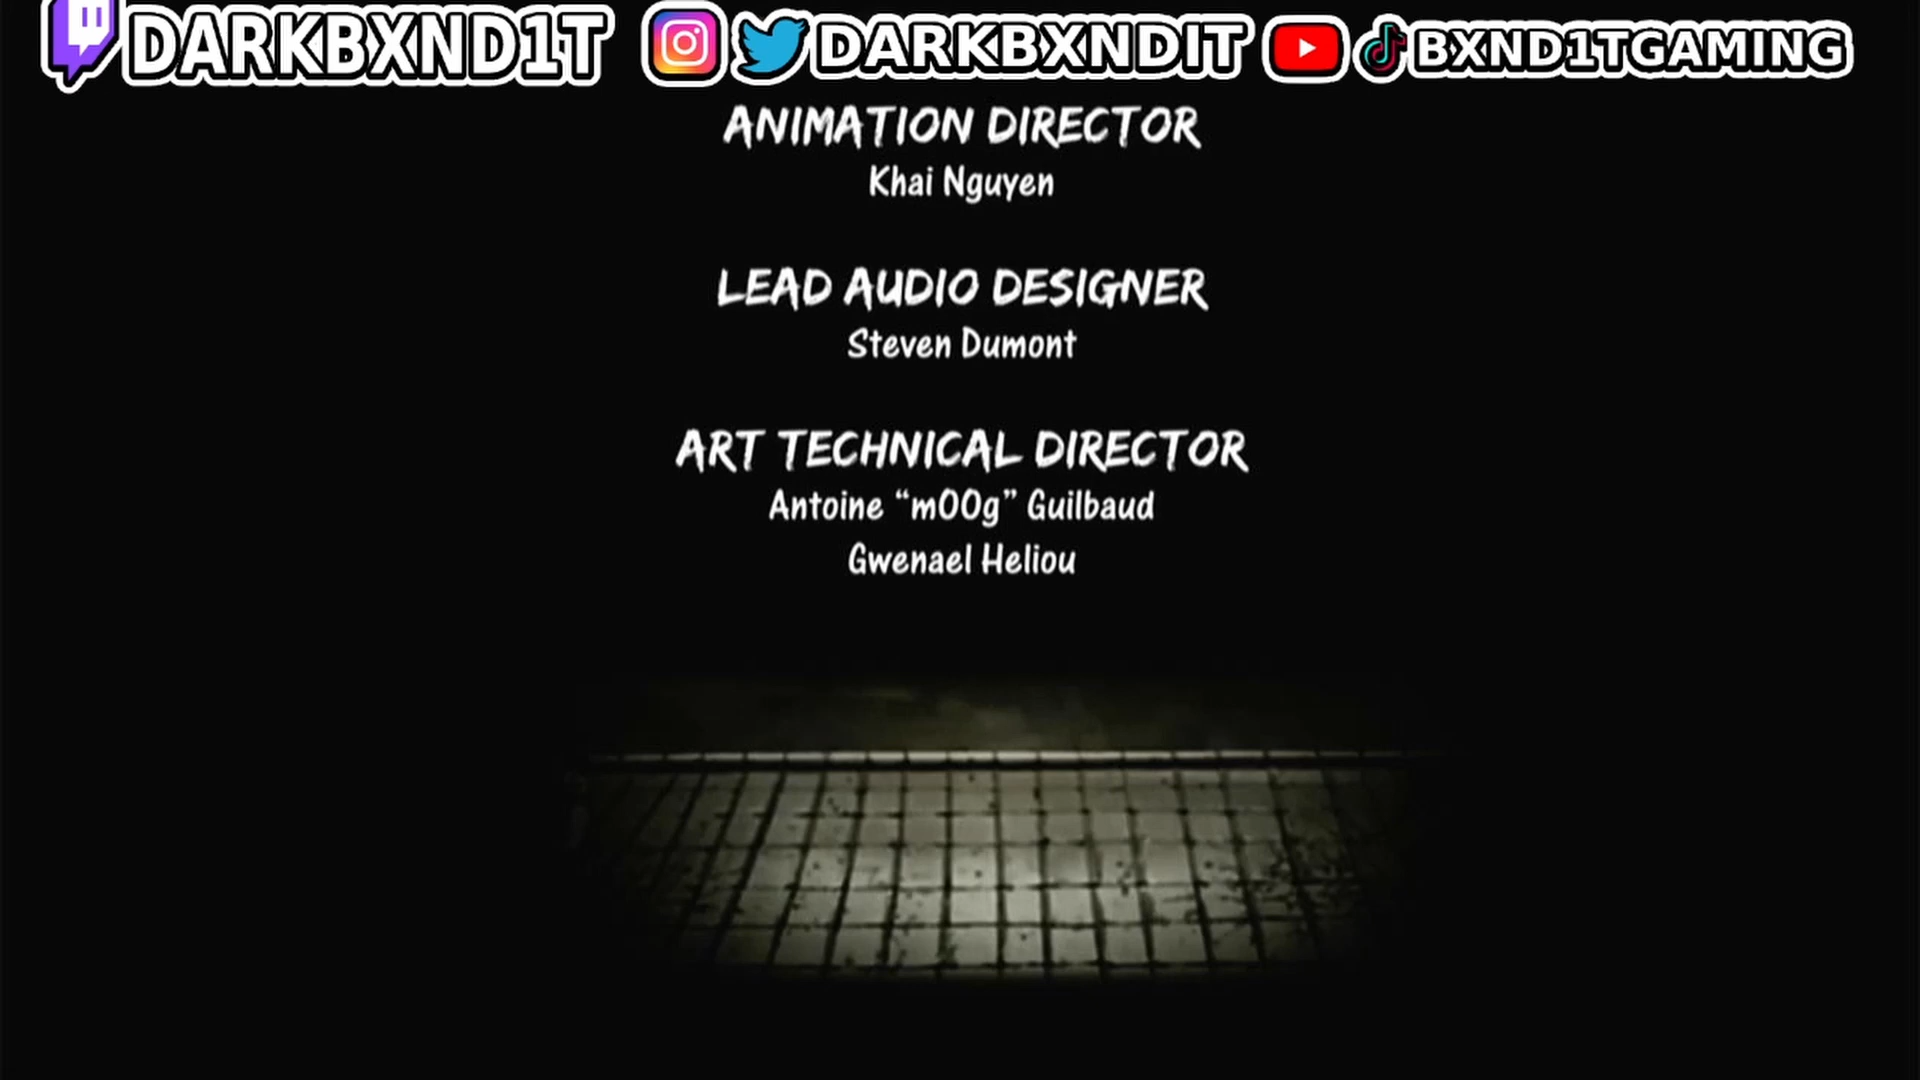 DARKBXND1T DARKBXNDIT BXND1TGAMING
ANIMATION DIRECTOR
Khai Nguyen
LEAD AUDIO DESIGNER
Steven Dumont
ART TECHNICAL DIRECTOR
Antoine “m00g” Guilbaud
Gwenael Heliou